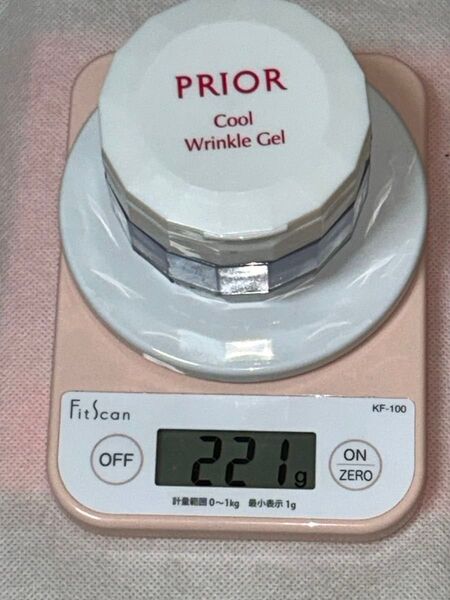 PRIOR
Cool
Wrinkle Gel
FitScan
KF-100
OFF
221g
ON
ZERO
計量範囲 0〜1kg 最小表示 1g